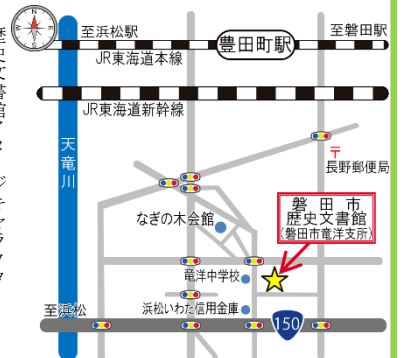 至浜松駅
豊田町駅
至磐田駅
JR東海道本線
JR東海道新幹線
天竜川
〒
長野郵便局
磐田市
歴史文書館
(磐田市竜洋支所)
なぎの木会館
竜洋中学校
浜松いわた信用金庫
至浜松
150